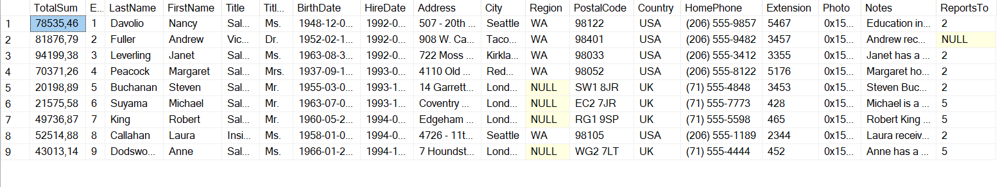 TotalSum E... LastName FirstName Title Titl... BirthDate HireDate Address City Region PostalCode Country HomePhone Extension Photo Notes ReportsTo
1 78535,46 1 Davolio Nancy Sal... Ms. 1948-12-0... 1992-0... 507 - 20th ... Seattle WA 98122 USA (206) 555-9857 5467 0x15... Education in... 2
2 81876,79 2 Fuller Andrew Vic... Dr. 1952-02-1... 1992-0... 908 W. Ca... Taco... WA 98401 USA (206) 555-9482 3457 0x15... Andrew rec... NULL
3 94199,38 3 Leverling Janet Sal... Ms. 1963-08-3... 1992-0... 722 Moss ... Kirkla... WA 98033 USA (206) 555-3412 3355 0x15... Janet has a ... 2
4 70371,26 4 Peacock Margaret Sal... Mrs. 1937-09-1... 1993-0... 4110 Old ... Red... WA 98052 USA (206) 555-8122 5176 0x15... Margaret ho... 2
5 20198,89 5 Buchanan Steven Sal... Mr. 1955-03-0... 1993-1... 14 Garrett... Lond... NULL SW1 8JR UK (71) 555-4848 3453 0x15... Steven Buc... 2
6 21575,58 6 Suyama Michael Sal... Mr. 1963-07-0... 1993-1... Coventry ... Lond... NULL EC2 7JR UK (71) 555-7773 428 0x15... Michael is a ... 5
7 49736,87 7 King Robert Sal... Mr. 1960-05-2... 1994-0... Edgeham ... Lond... NULL RG1 9SP UK (71) 555-5598 465 0x15... Robert King ... 5
8 52514,88 8 Callahan Laura Insi... Ms. 1958-01-0... 1994-0... 4726 - 11t... Seattle WA 98105 USA (206) 555-1189 2344 0x15... Laura receiv... 2
9 43013,14 9 Dodswo... Anne Sal... Ms. 1966-01-2... 1994-1... 7 Houndst... Lond... NULL WG2 7LT UK (71) 555-4444 452 0x15... Anne has a ... 5